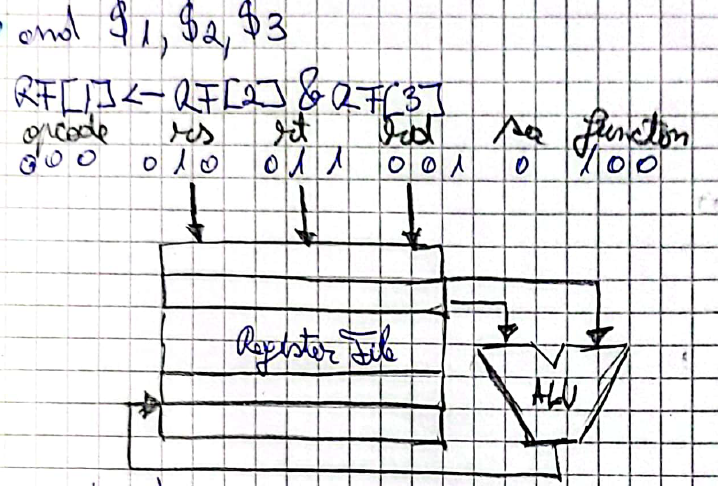 and $1, $2, $3
RF[1] <- RF[2] & RF[3]
opcode rs rt rd sa function
000 010 011 001 0 100
Register File
ALU